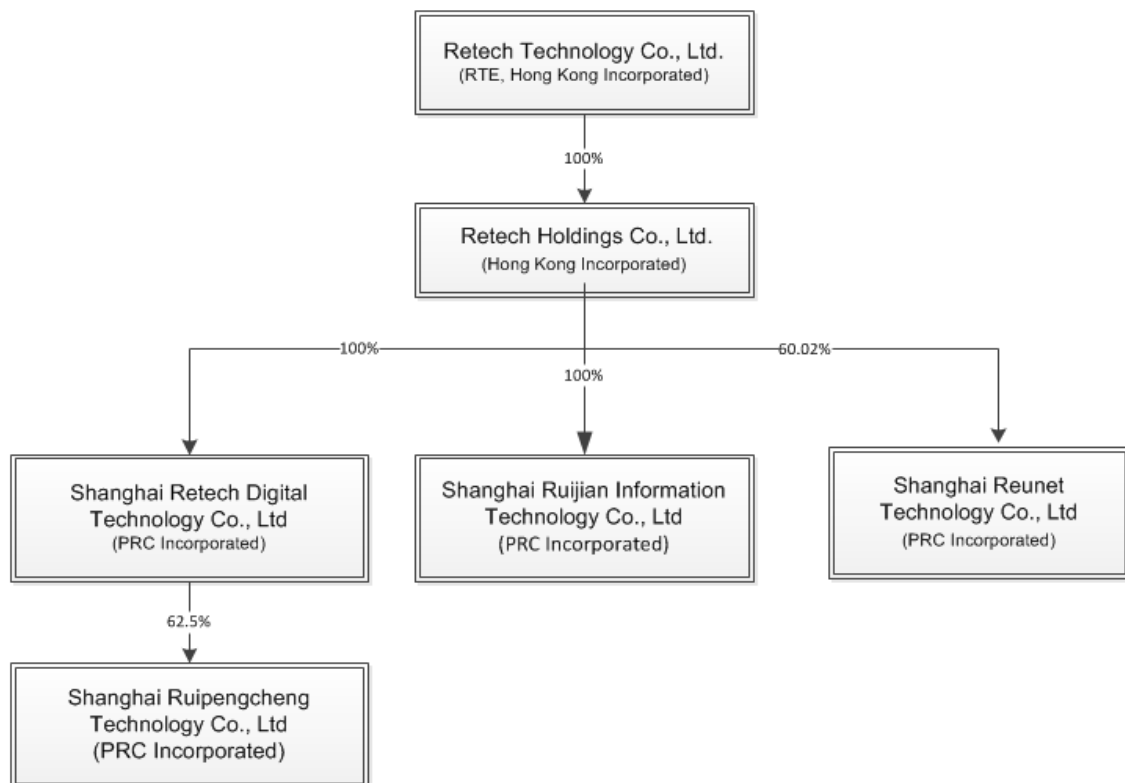 Retech Technology Co., Ltd.
(RTE, Hong Kong Incorporated)
100%
Retech Holdings Co., Ltd.
(Hong Kong Incorporated)
100%
100%
60.02%
Shanghai Retech Digital
Technology Co., Ltd
(PRC Incorporated)
Shanghai Ruijian Information
Technology Co., Ltd
(PRC Incorporated)
Shanghai Reunet
Technology Co., Ltd
(PRC Incorporated)
62.5%
Shanghai Ruipengcheng
Technology Co., Ltd
(PRC Incorporated)